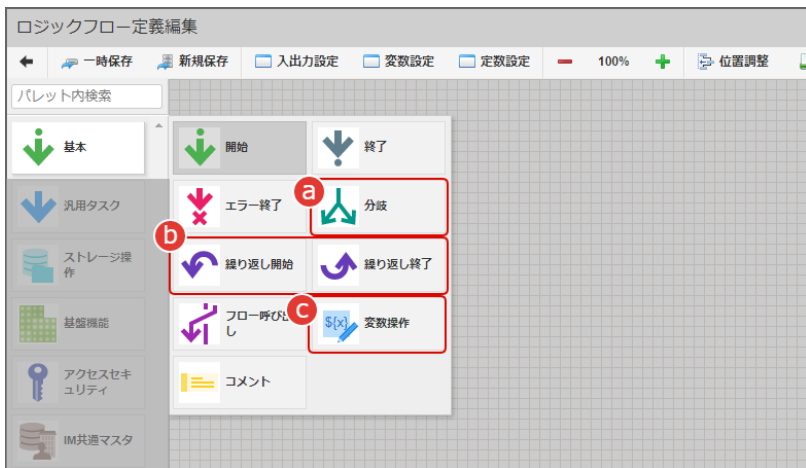 ロジックフロー定義編集
一時保存
新規保存
入出力設定
変数設定
定数設定
100%
位置調整
パレット内検索
基本
開始
終了
汎用タスク
エラー終了
a
分岐
b
ストレージ操
作
繰り返し開始
繰り返し終了
基盤機能
フロー呼び
し
c
${x}
変数操作
アクセスセキ
ュリティ
コメント
IM共通マスタ